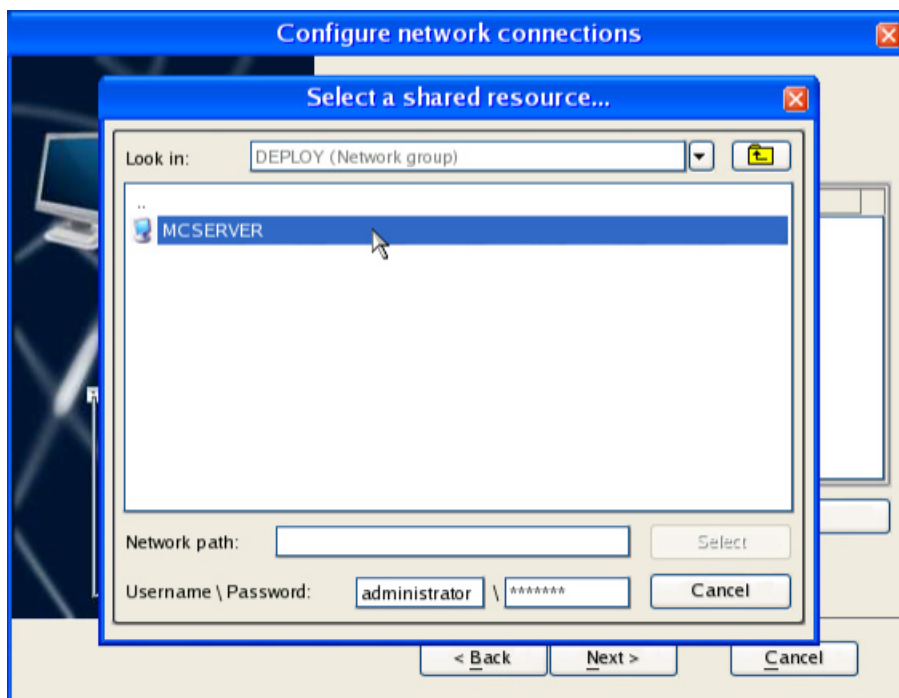 Configure network connections
Select a shared resource...
Look in: DEPLOY (Network group)
..
MCSERVER
Network path: Select
Username \ Password: administrator \ ******* Cancel
< Back Next > Cancel